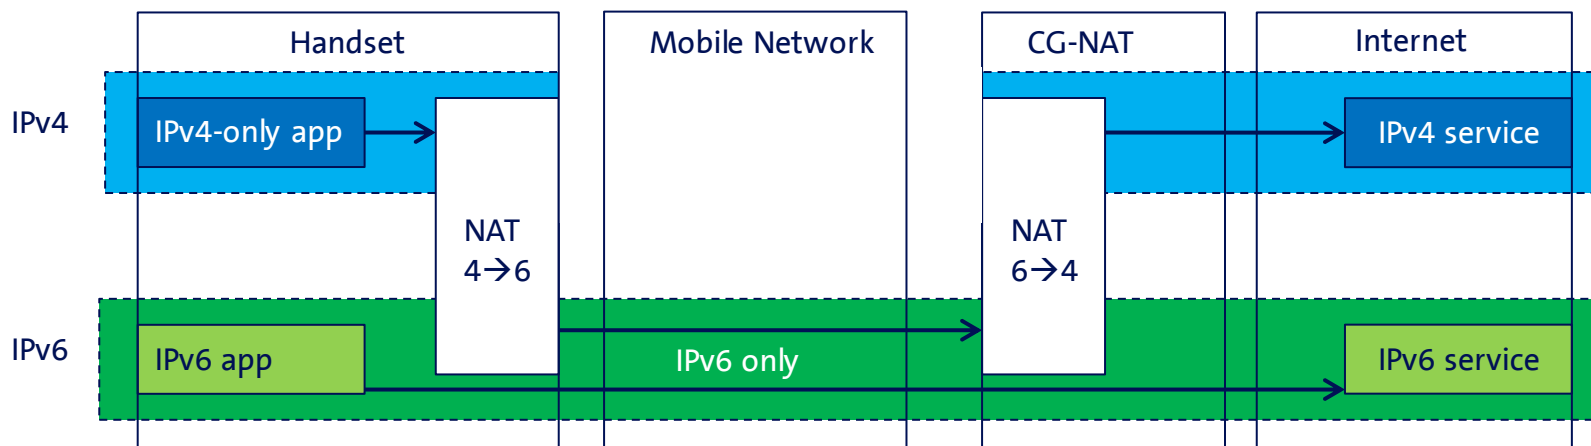 Handset
Mobile Network
CG-NAT
Internet
IPv4
IPv4-only app
IPv4 service
NAT
4→6
NAT
6→4
IPv6
IPv6 app
IPv6 only
IPv6 service